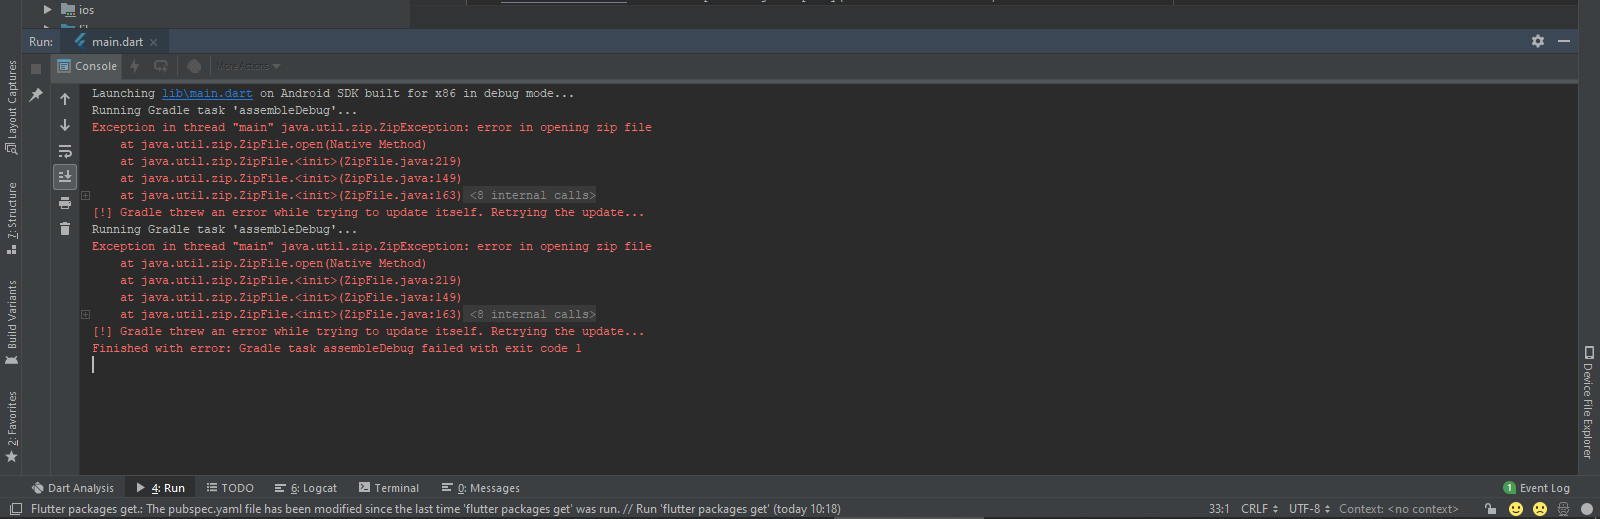 ios
Run: main.dart
Console More Actions
Launching lib\main.dart on Android SDK built for x86 in debug mode...
Running Gradle task 'assembleDebug'...
Exception in thread "main" java.util.zip.ZipException: error in opening zip file
at java.util.zip.ZipFile.open(Native Method)
at java.util.zip.ZipFile.<init>(ZipFile.java:219)
at java.util.zip.ZipFile.<init>(ZipFile.java:149)
at java.util.zip.ZipFile.<init>(ZipFile.java:163) <8 internal calls>
[!] Gradle threw an error while trying to update itself. Retrying the update...
Running Gradle task 'assembleDebug'...
Exception in thread "main" java.util.zip.ZipException: error in opening zip file
at java.util.zip.ZipFile.open(Native Method)
at java.util.zip.ZipFile.<init>(ZipFile.java:219)
at java.util.zip.ZipFile.<init>(ZipFile.java:149)
at java.util.zip.ZipFile.<init>(ZipFile.java:163) <8 internal calls>
[!] Gradle threw an error while trying to update itself. Retrying the update...
Finished with error: Gradle task assembleDebug failed with exit code 1
Layout Captures
7: Structure
Build Variants
2: Favorites
Device File Explorer
Dart Analysis 4: Run TODO 6: Logcat Terminal 0: Messages 1 Event Log
Flutter packages get.: The pubspec.yaml file has been modified since the last time 'flutter packages get' was run. // Run 'flutter packages get' (today 10:18) 33:1 CRLF UTF-8 Context: <no context>